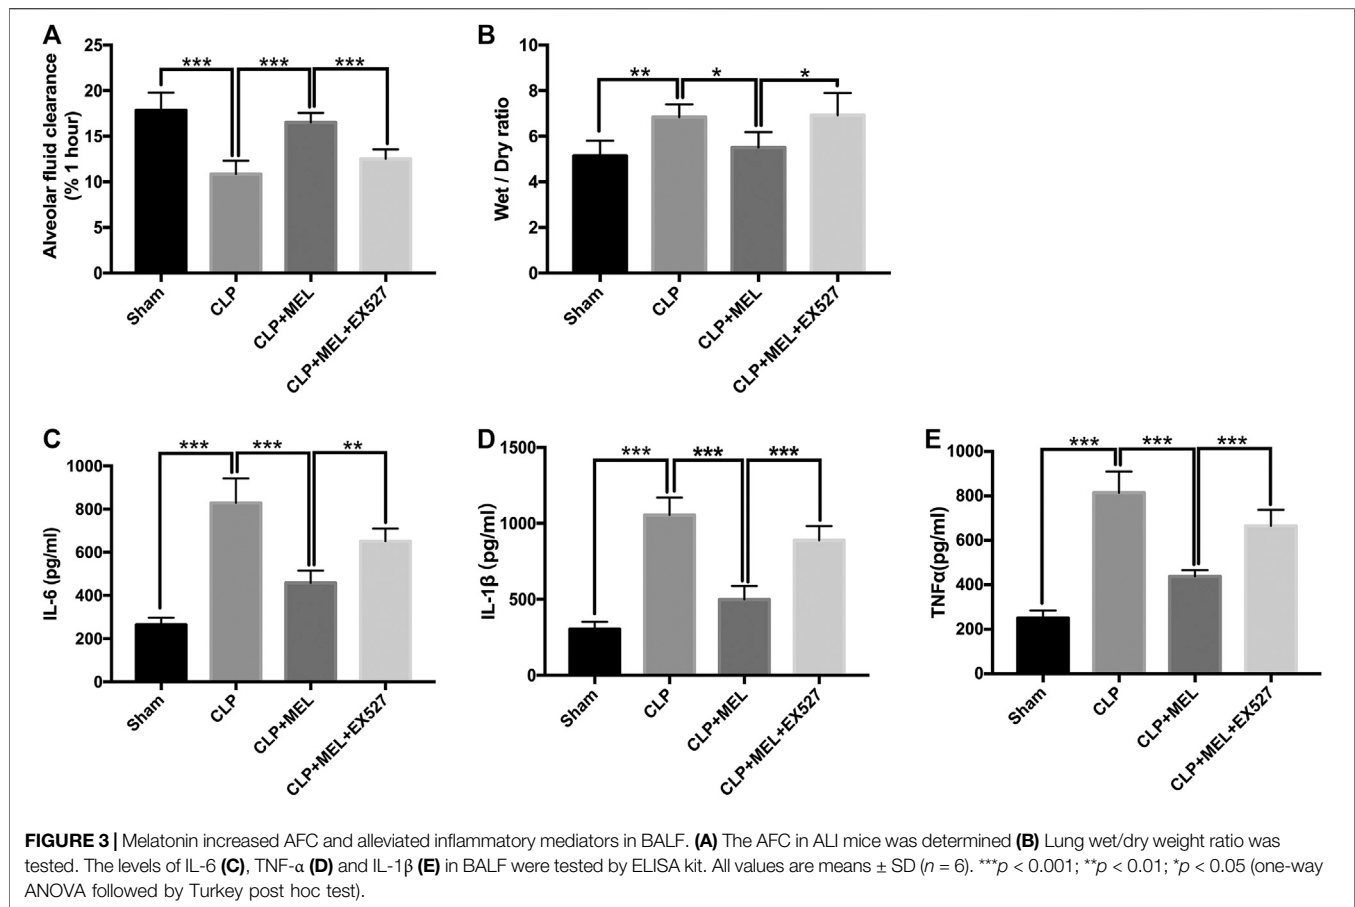 A
Alveolar fluid clearance
(% 1 hour)
25
20
15
10
5
0
***
***
***
Sham
CLP
CLP+MEL
CLP+MEL+EX527
B
Wet / Dry ratio
10
8
6
4
2
0
**
*
*
Sham
CLP
CLP+MEL
CLP+MEL+EX527
C
IL-6 (pg/ml)
1000
800
600
400
200
0
***
***
**
Sham
CLP
CLP+MEL
CLP+MEL+EX527
D
IL-1β (pg/ml)
1500
1000
500
0
***
***
***
Sham
CLP
CLP+MEL
CLP+MEL+EX527
E
TNFα(pg/ml)
1000
800
600
400
200
0
***
***
***
Sham
CLP
CLP+MEL
CLP+MEL+EX527
FIGURE 3 | Melatonin increased AFC and alleviated inflammatory mediators in BALF. (A) The AFC in ALI mice was determined (B) Lung wet/dry weight ratio was
tested. The levels of IL-6 (C), TNF-α (D) and IL-1β (E) in BALF were tested by ELISA kit. All values are means ± SD (n = 6). ***p < 0.001; **p < 0.01; *p < 0.05 (one-way
ANOVA followed by Turkey post hoc test).